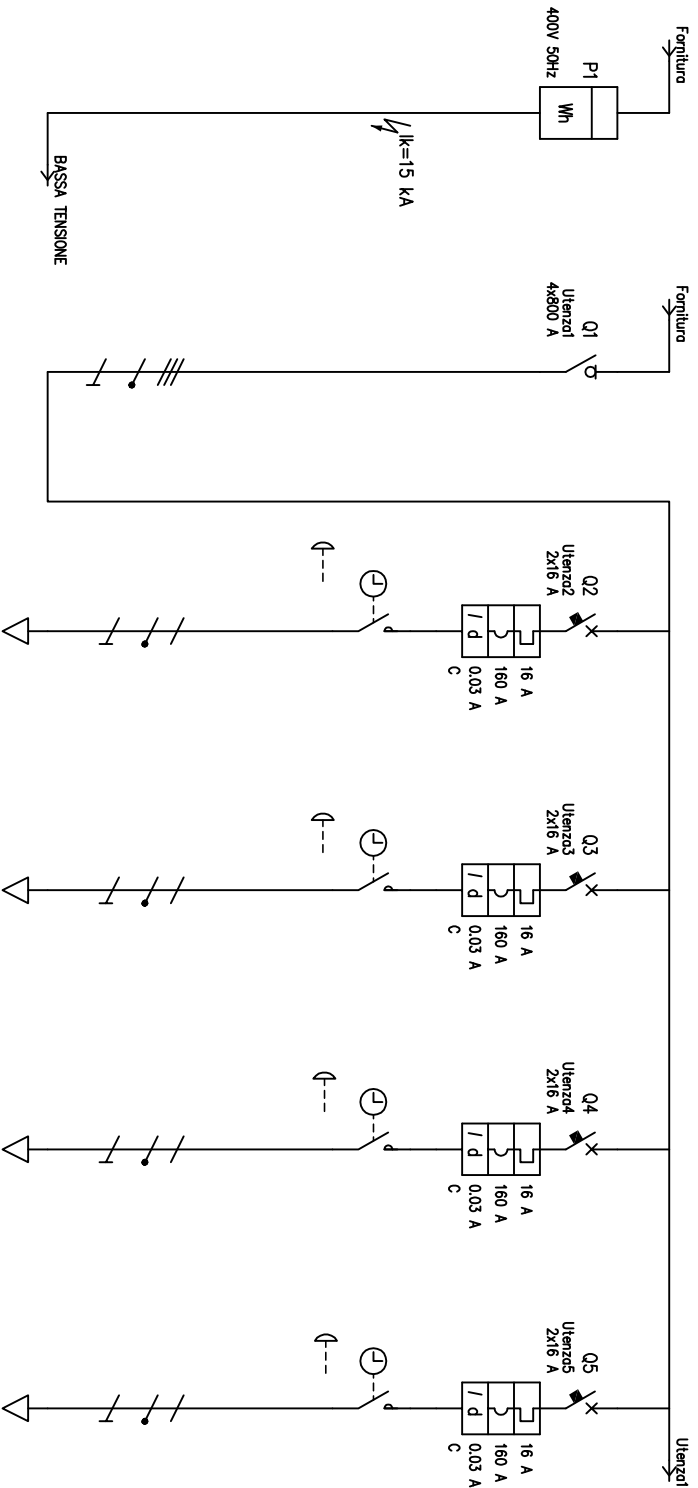 Fornitura
P1
400V 50Hz
Wh
Ik=15 kA
BASSA TENSIONE
Fornitura
Q1
Utenza1
4x800 A
Q2
Utenza2
2x16 A
16 A
160 A
I d
0.03 A
C
Q3
Utenza3
2x16 A
16 A
160 A
I d
0.03 A
C
Q4
Utenza4
2x16 A
16 A
160 A
I d
0.03 A
C
Q5
Utenza5
2x16 A
16 A
160 A
I d
0.03 A
C
Utenza1